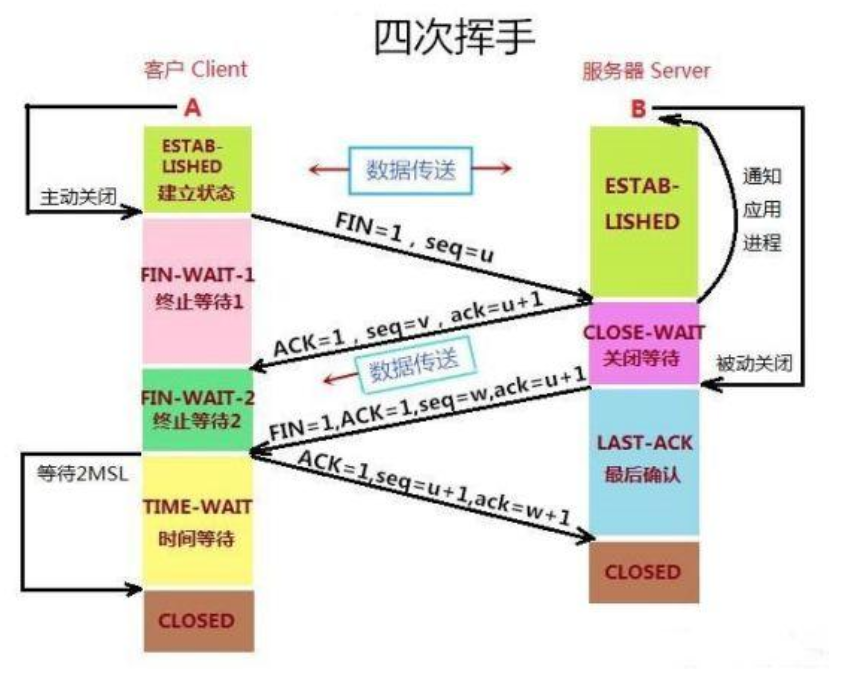 四次挥手
客户 Client
服务器 Server
A
B
ESTAB-
LISHED
建立状态
数据传送
ESTAB-
LISHED
通知
应用
进程
主动关闭
FIN=1，seq=u
FIN-WAIT-1
终止等待1
ACK=1，seq=v，ack=u+1
CLOSE-WAIT
关闭等待
被动关闭
数据传送
FIN-WAIT-2
终止等待2
FIN=1,ACK=1,seq=w,ack=u+1
LAST-ACK
最后确认
等待2MSL
ACK=1,seq=u+1,ack=w+1
TIME-WAIT
时间等待
CLOSED
CLOSED